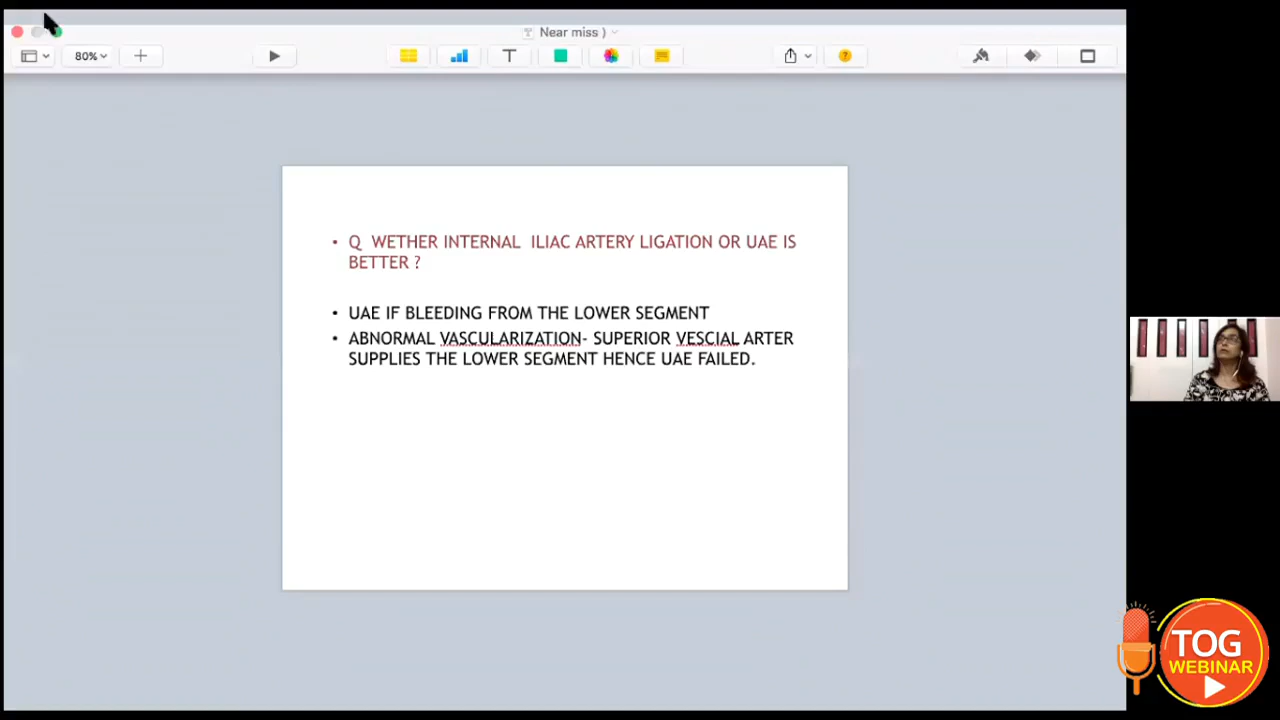 Near miss )
80%
T
?
• Q WETHER INTERNAL ILIAC ARTERY LIGATION OR UAE IS
BETTER ?
• UAE IF BLEEDING FROM THE LOWER SEGMENT
• ABNORMAL VASCULARIZATION- SUPERIOR VESCIAL ARTER
SUPPLIES THE LOWER SEGMENT HENCE UAE FAILED.
TOG
WEBINAR